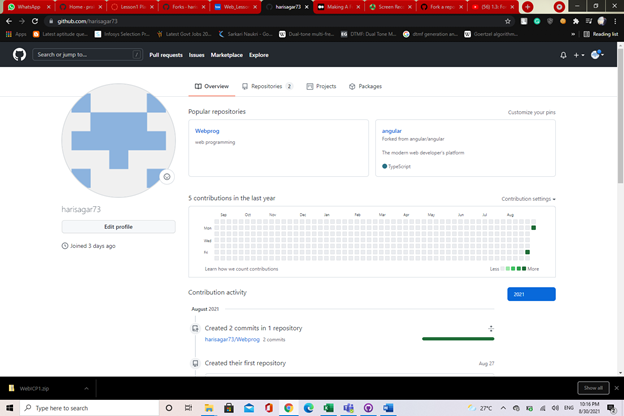 WhatsApp
Home - pos
Lesson1 Pl
Forks - hari
Web_Lesso
harisagar73
Making A F
Screen Rec
Fork a repo
(56) 1.3: Fo
github.com/harisagar73
Apps
Latest aptitude que...
Infosys Selection Pr...
Latest Govt Jobs 20...
Sarkari Naukri - Go...
Dual-tone multi-fre...
DTMF: Dual Tone M...
dtmf generation an...
Goertzel algorithm...
Reading list
Search or jump to...
Pull requests
Issues
Marketplace
Explore
Overview
Repositories 2
Projects
Packages
Popular repositories
Customize your pins
Webprog
web programming
angular
Forked from angular/angular
The modern web developer's platform
TypeScript
harisagar73
Edit profile
Joined 3 days ago
5 contributions in the last year
Contribution settings
Sep Oct Nov Dec Jan Feb Mar Apr May Jun Jul Aug
Mon
Wed
Fri
Learn how we count contributions
Less More
Contribution activity
2021
August 2021
Created 2 commits in 1 repository
harisagar73/Webprog 2 commits
Created their first repository
Aug 27
WebICP1.zip
Show all
Type here to search
27°C
ENG
10:16 PM
8/30/2021